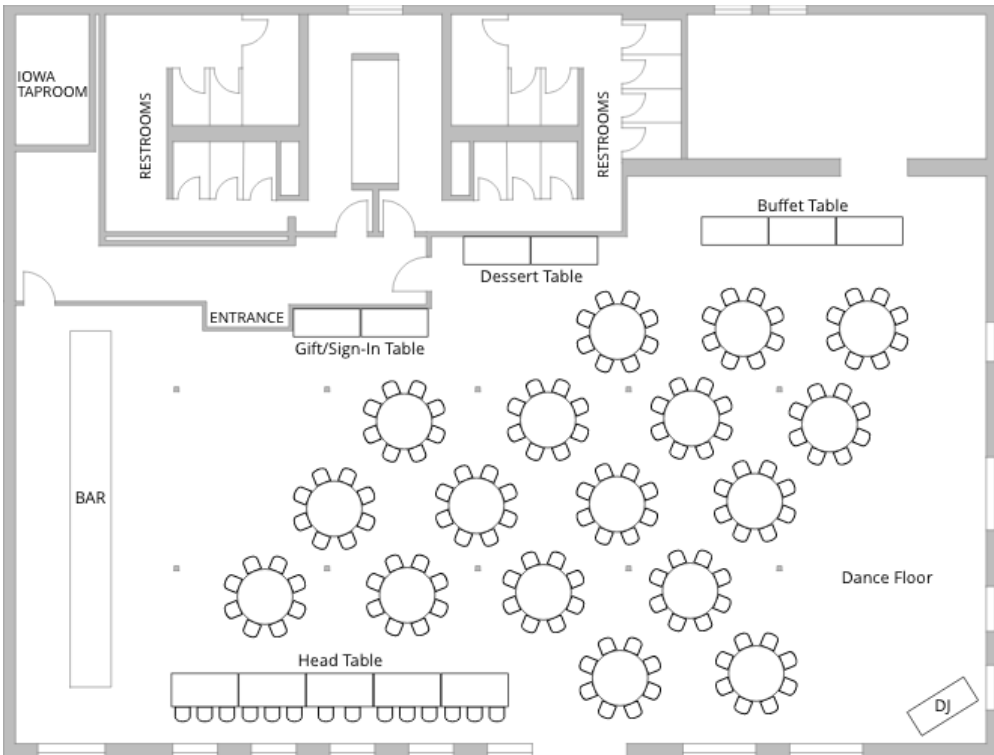 IOWA
TAPROOM
RESTROOMS
RESTROOMS
Buffet Table
Dessert Table
ENTRANCE
Gift/Sign-In Table
BAR
Dance Floor
Head Table
DJ